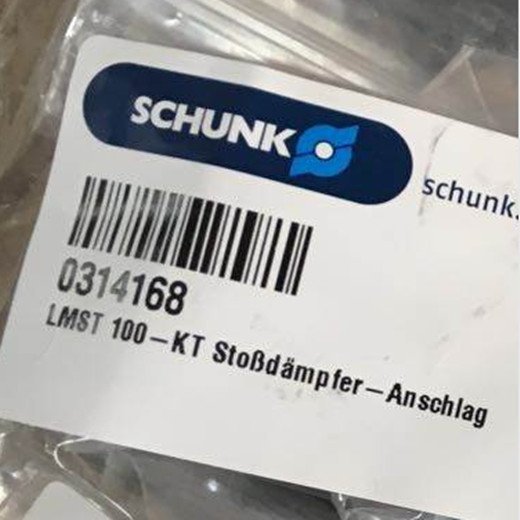 SCHUNK
schunk.
0314168
LMST 100-KT Stoßdämpfer-Anschlag